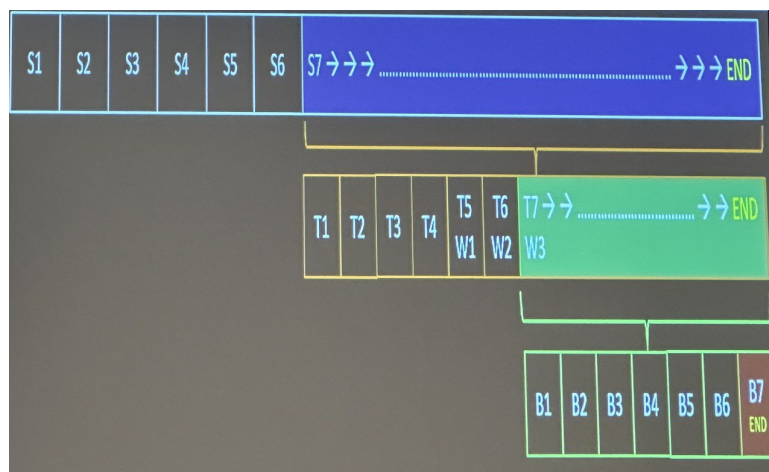 S1 S2 S3 S4 S5 S6 S7→→→..............................→→→END
T1 T2 T3 T4 T5 T6 T7→→....................→→END
W1 W2 W3
B1 B2 B3 B4 B5 B6 B7
END